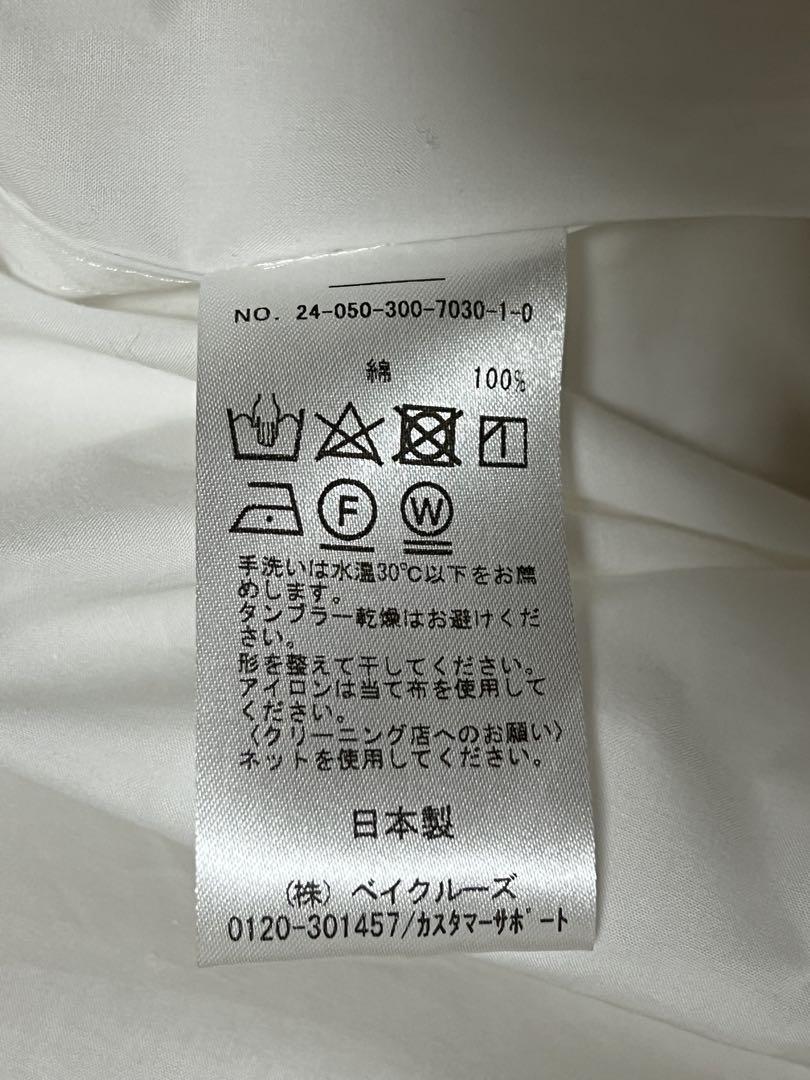 NO. 24-050-300-7030-1-0
綿 100%
F W
手洗いは水温30℃以下をお薦
めします。
タンブラー乾燥はお避けくだ
さい。
形を整えて干してください。
アイロンは当て布を使用して
ください。
〈クリーニング店へのお願い〉
ネットを使用してください。
日本製
(株) ベイクルーズ
0120-301457/ｶｽﾀﾏｰｻﾎﾟｰﾄ